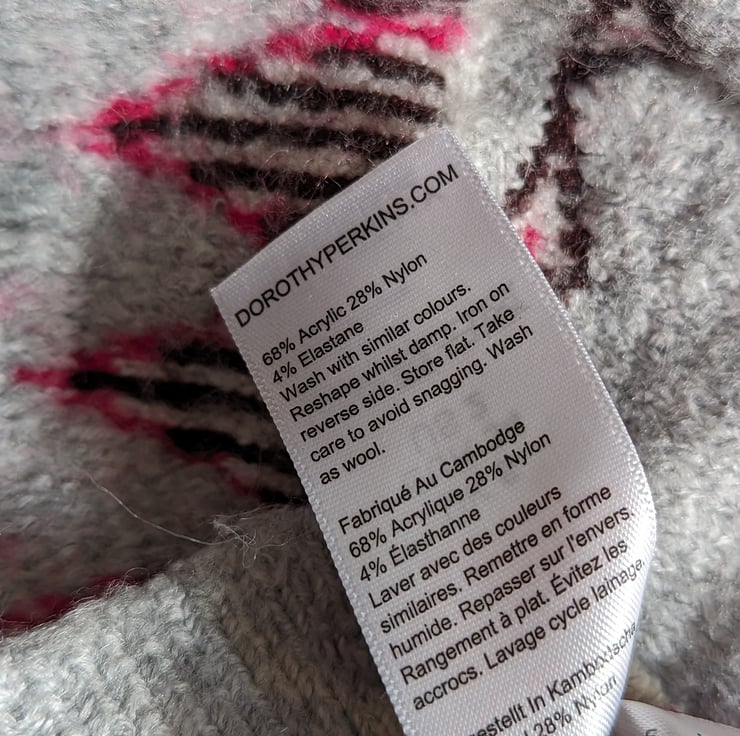 DOROTHYPERKINS.COM
68% Acrylic 28% Nylon
4% Elastane
Wash with similar colours.
Reshape whilst damp. Iron on
reverse side. Store flat. Take
care to avoid snagging. Wash
as wool.
Fabriqué Au Cambodge
68% Acrylique 28% Nylon
4% Élasthanne
Laver avec des couleurs
similaires. Remettre en forme
humide. Repasser sur l'envers.
Rangement à plat. Évitez les
accrocs. Lavage cycle lainage.
In
28% Nylon